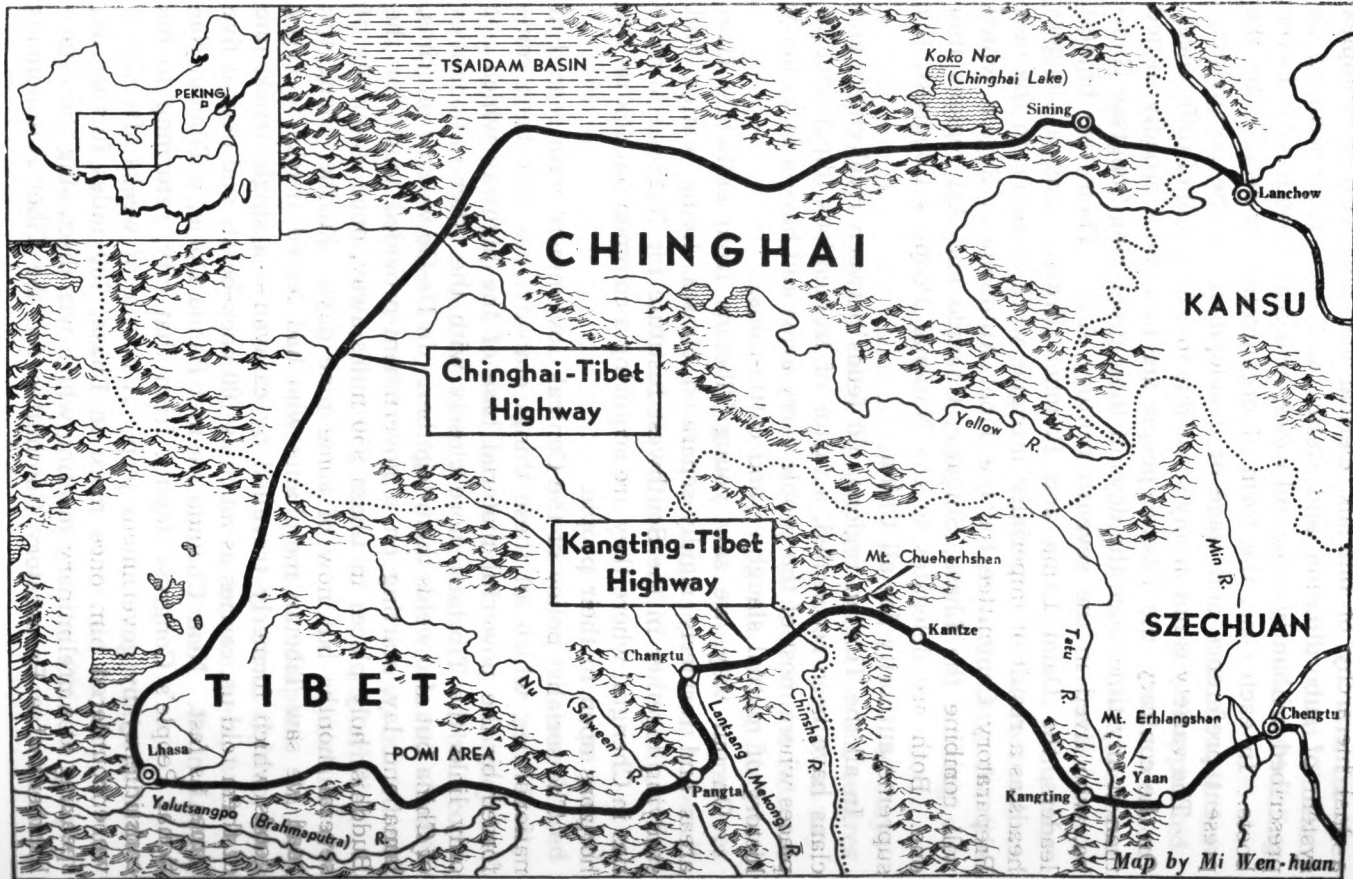 PEKING
TSAIDAM BASIN
Koko Nor
(Chinghai Lake)
Sining
Lanchow
CHINGHAI
KANSU
Chinghai-Tibet
Highway
Yellow R.
Kangting-Tibet
Highway
Mt. Chueherhshan
Kantze
Min R.
SZECHUAN
Tatu R.
Changtu
TIBET
Nu
(Salween) R.
Lantsang (Mekong) R.
Chinsha R.
Mt. Erhlangshan
Chengtu
Lhasa
POMI AREA
Pangta
Kangting
Yaan
Yalutsangpo (Brahmaputra) R.
Map by Mi Wen-huan